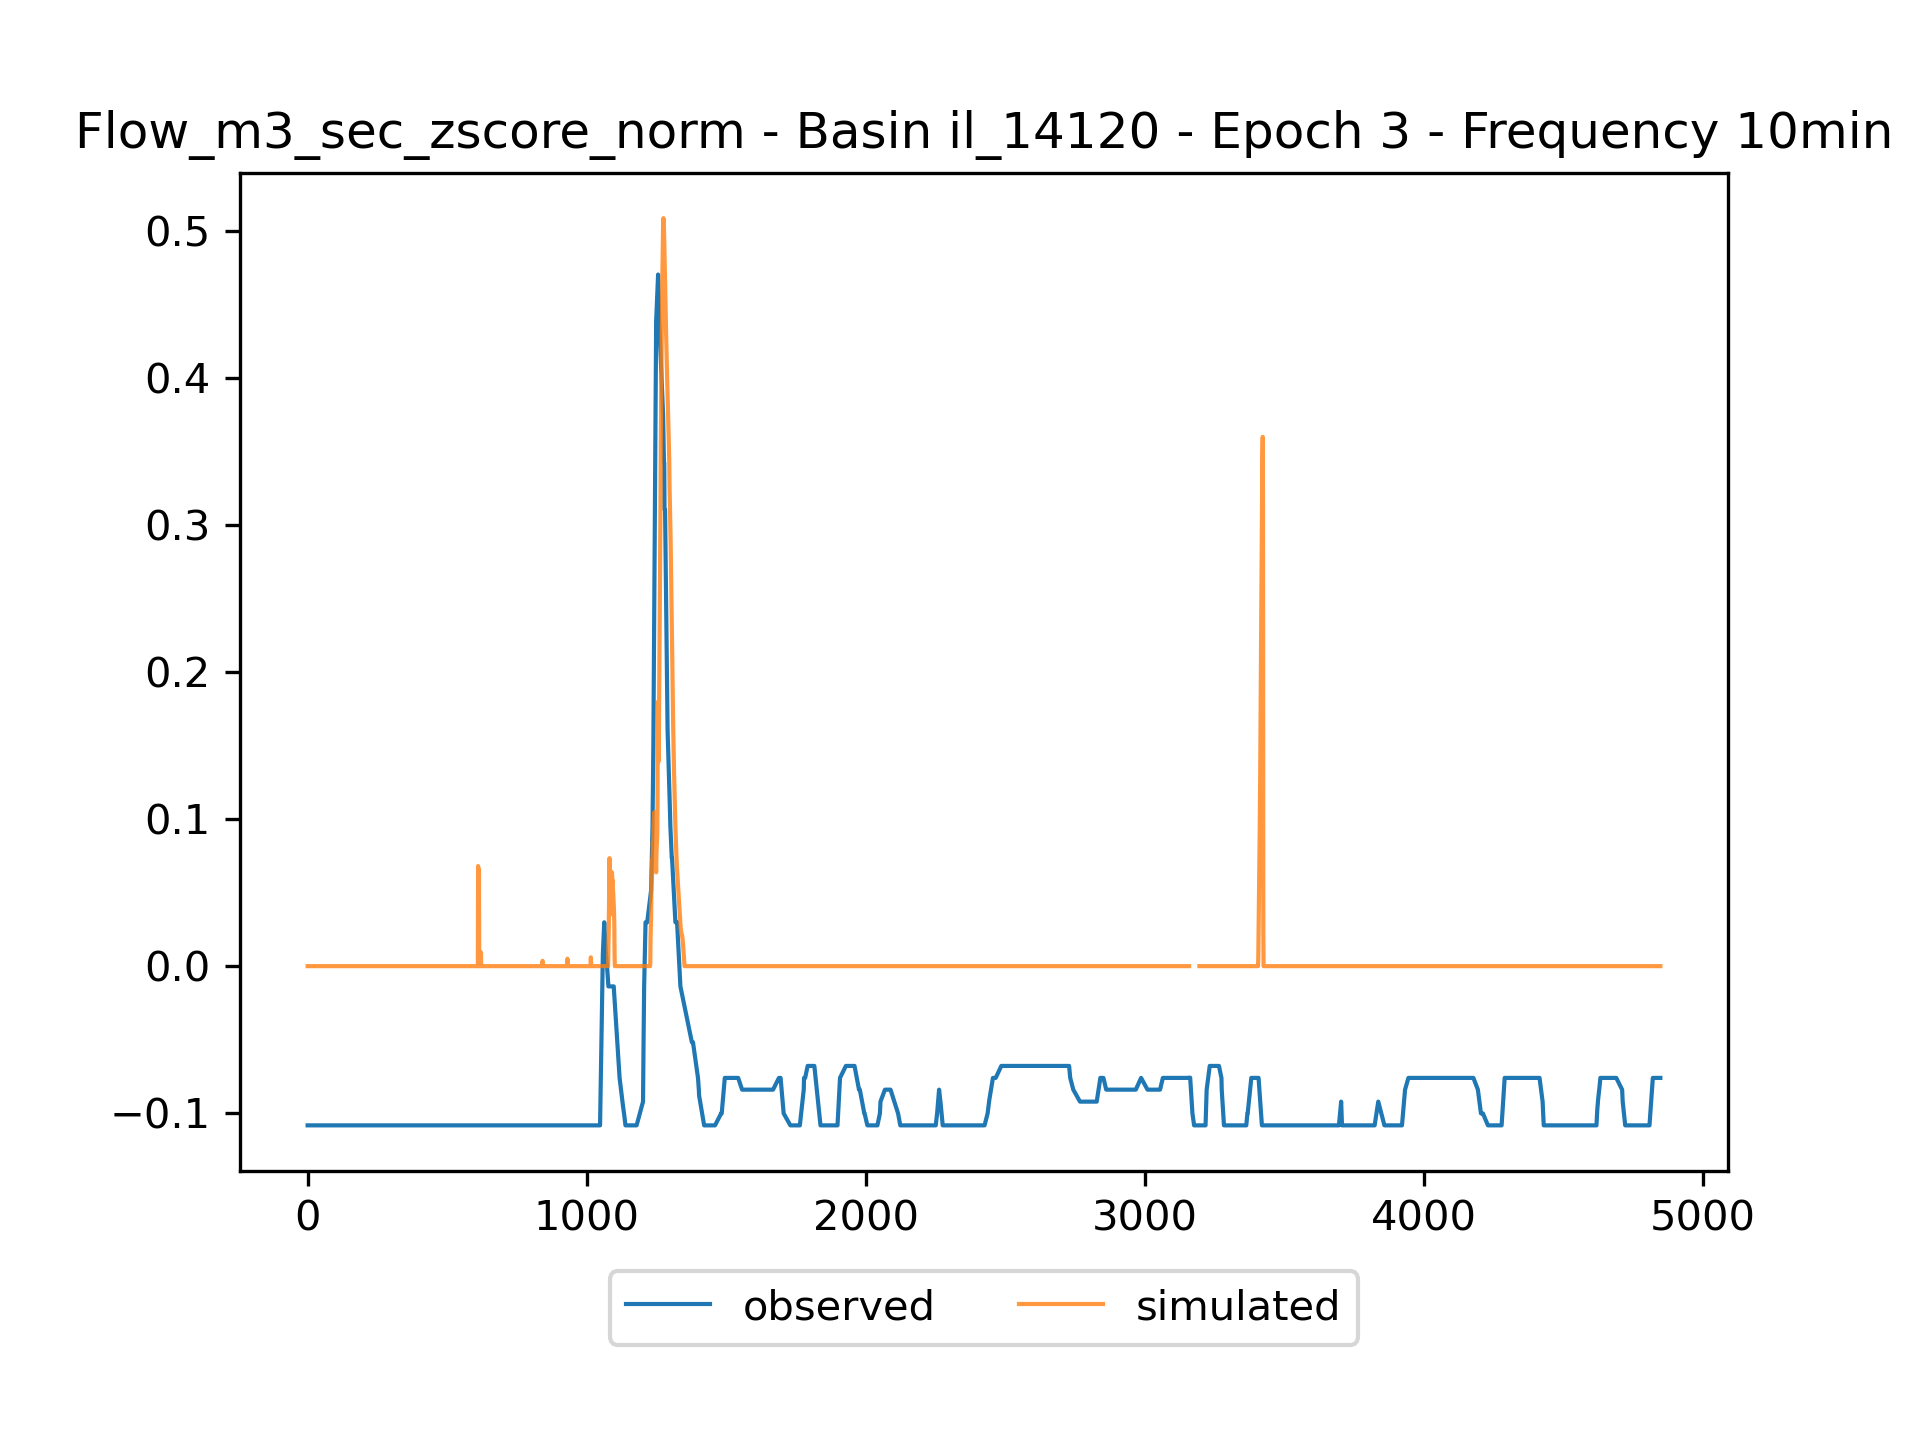 Flow_m3_sec_zscore_norm - Basin il_14120 - Epoch 3 - Frequency 10min
0.5
0.4
0.3
0.2
0.1
0.0
−0.1
0 1000 2000 3000 4000 5000
observed simulated